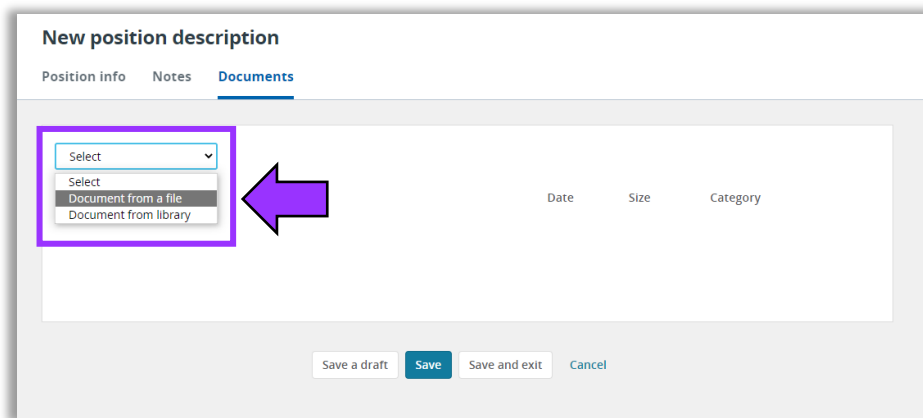 New position description
Position info Notes Documents
Select
Select
Document from a file
Document from library
Date Size Category
Save a draft Save Save and exit Cancel